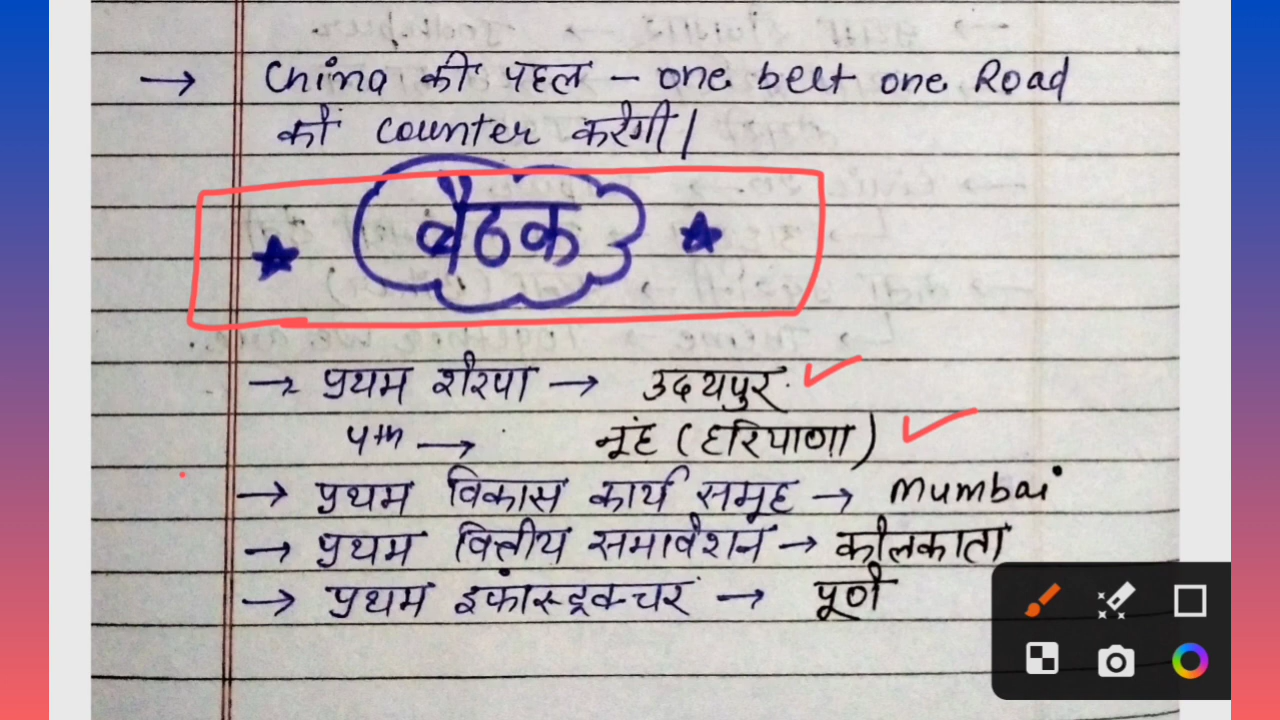 → China की पहल – one belt one Road
को counter करेगी।
बैठक
→ प्रथम शेरपा → उदयपुर
4th → नूंह (हरियाणा)
→ प्रथम विकास कार्य समूह → Mumbai
→ प्रथम वित्तीय समावेशन → कोलकाता
→ प्रथम इंफ्रास्ट्रक्चर → पूणे